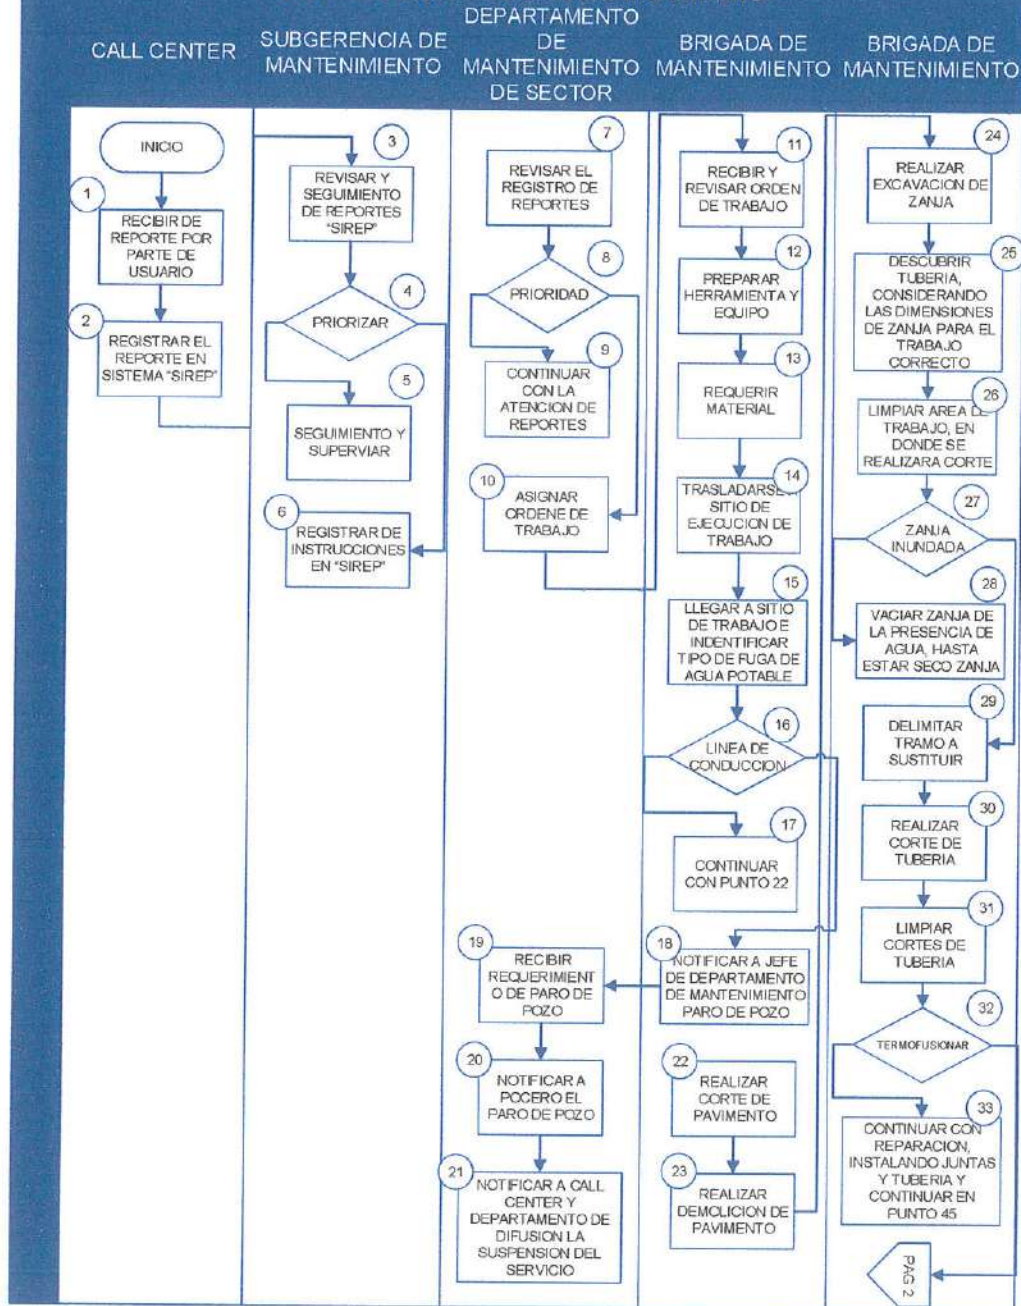 CALL CENTER
SUBGERENCIA DE
MANTENIMIENTO
DEPARTAMENTO
DE
MANTENIMIENTO
DE SECTOR
BRIGADA DE
MANTENIMIENTO
BRIGADA DE
MANTENIMIENTO
INICIO
1
RECIBIR DE
REPORTE POR
PARTE DE
USUARIO
2
REGISTRAR EL
REPORTE EN
SISTEMA "SIREP"
3
REVISAR Y
SEGUIMIENTO
DE REPORTES
"SIREP"
4
PRIORIZAR
5
SEGUIMIENTO Y
SUPERVIAR
6
REGISTRAR DE
INSTRUCCIONES
EN "SIREP"
7
REVISAR EL
REGISTRO DE
REPORTES
8
PRIORIDAD
9
CONTINUAR
CON LA
ATENCION DE
REPORTES
10
ASIGNAR
ORDENE DE
TRABAJO
11
RECIBIR Y
REVISAR ORDEN
DE TRABAJO
12
PREPARAR
HERRAMIENTA Y
EQUIPO
13
REQUERIR
MATERIAL
14
TRASLADARSE
SITIO DE
EJECUCION DE
TRABAJO
15
LLEGAR A SITIO
DE TRABAJO E
INDENTIFICAR
TIPO DE FUGA DE
AGUA POTABLE
16
LINEA DE
CONDUCCION
17
CONTINUAR
CON PUNTO 22
18
NOTIFICAR A JEFE
DE DEPARTAMENTO
DE MANTENIMIENTO
PARO DE POZO
19
RECIBIR
REQUERIMIENT
O DE PARO DE
POZO
20
NOTIFICAR A
POCERO EL
PARO DE POZO
21
NOTIFICAR A CALL
CENTER Y
DEPARTAMENTO DE
DIFUSION LA
SUSPENSION DEL
SERVICIO
22
REALIZAR
CORTE DE
PAVIMENTO
23
REALIZAR
DEMOLICION DE
PAVIMENTO
24
REALIZAR
EXCAVACION DE
ZANJA
25
DESCUBRIR
TUBERIA,
CONSIDERANDO
LAS DIMENSIONES
DE ZANJA PARA EL
TRABAJO
CORRECTO
26
LIMPIAR AREA DE
TRABAJO, EN
DONDE SE
REALIZARA CORTE
27
ZANJA
INUNDADA
28
VACIAR ZANJA DE
LA PRESENCIA DE
AGUA, HASTA
ESTAR SECO ZANJA
29
DELIMITAR
TRAMO A
SUSTITUIR
30
REALIZAR
CORTE DE
TUBERIA
31
LIMPIAR
CORTES DE
TUBERIA
32
TERMOFUSIONAR
33
CONTINUAR CON
REPARACION,
INSTALANDO JUNTAS
Y TUBERIA Y
CONTINUAR EN
PUNTO 45
PAG 2